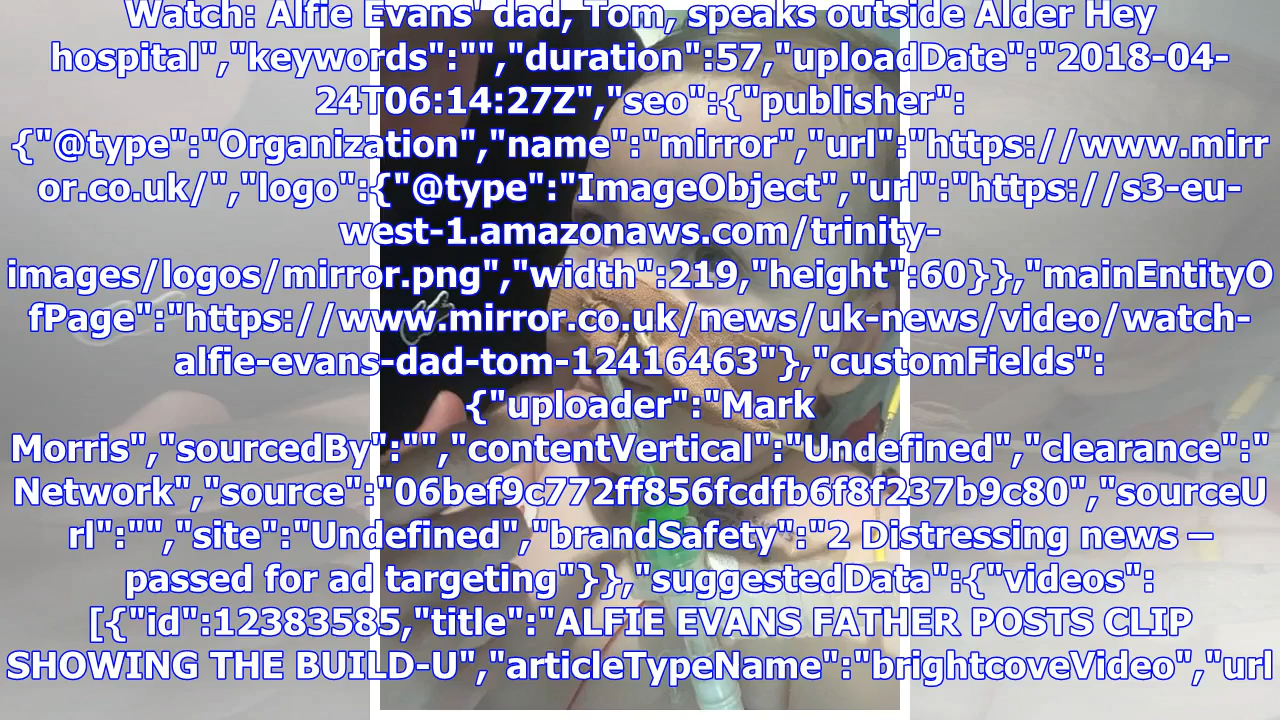 Watch: Alfie Evans' dad, Tom, speaks outside Alder Hey
hospital","keywords":"","duration":57,"uploadDate":"2018-04-
24T06:14:27Z","seo":{"publisher":
{"@type":"Organization","name":"mirror","url":"https://www.mirr
or.co.uk/","logo":{"@type":"ImageObject","url":"https://s3-eu-
west-1.amazonaws.com/trinity-
images/logos/mirror.png","width":219,"height":60}},"mainEntityO
fPage":"https://www.mirror.co.uk/news/uk-news/video/watch-
alfie-evans-dad-tom-12416463"},"customFields":
{"uploader":"Mark
Morris","sourcedBy":"","contentVertical":"Undefined","clearance":"
Network","source":"06bef9c772ff856fcdfb6f8f237b9c80","sourceU
rl":"","site":"Undefined","brandSafety":"2 Distressing news –
passed for ad targeting"}},"suggestedData":{"videos":
[{"id":12383585,"title":"ALFIE EVANS FATHER POSTS CLIP
SHOWING THE BUILD-U","articleTypeName":"brightcoveVideo","url